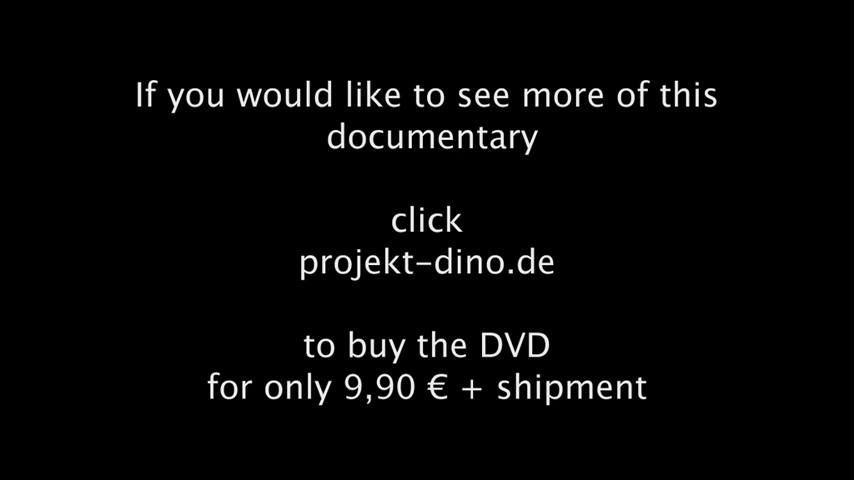 If you would like to see more of this
documentary
click
projekt-dino.de
to buy the DVD
for only 9,90 € + shipment